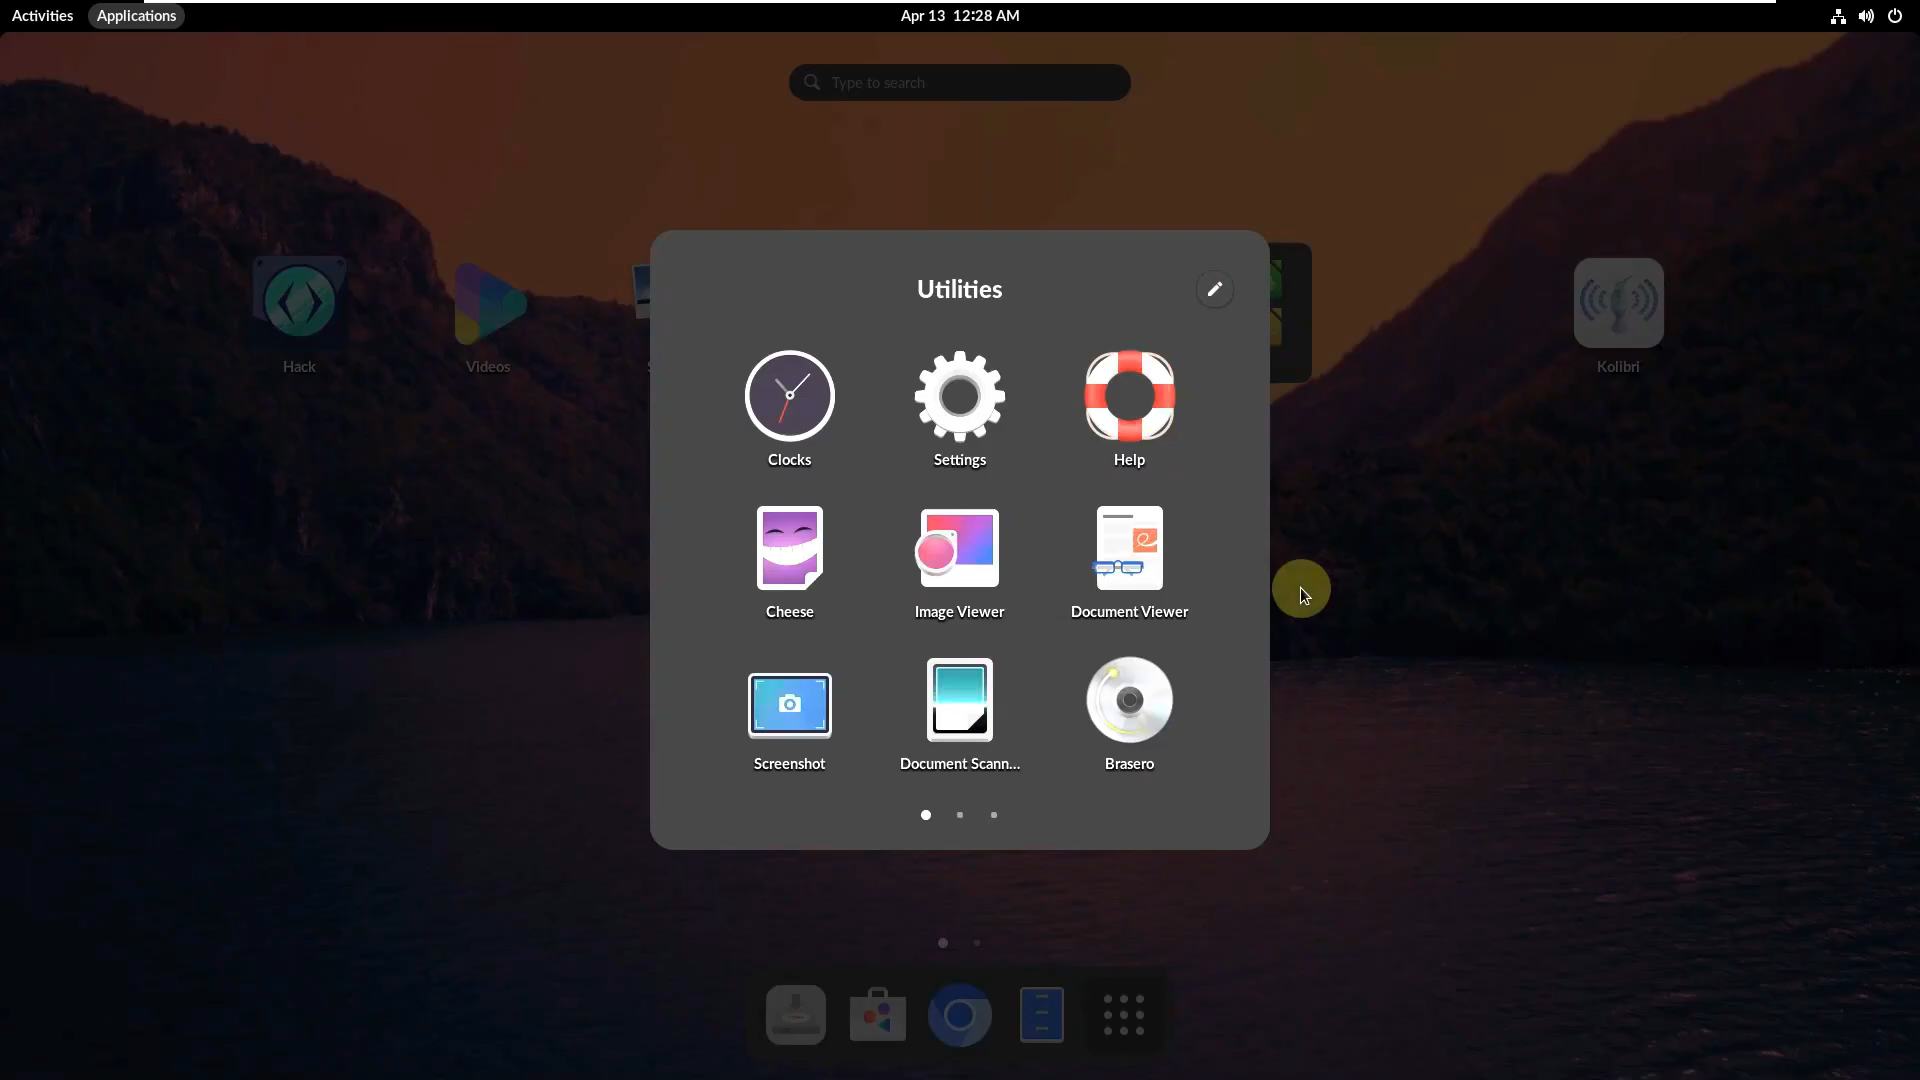 Activities
Applications
Apr 13 12:28 AM
Type to search
Utilities
Hack
Videos
Kolibri
Clocks
Settings
Help
Cheese
Image Viewer
Document Viewer
Screenshot
Document Scann...
Brasero